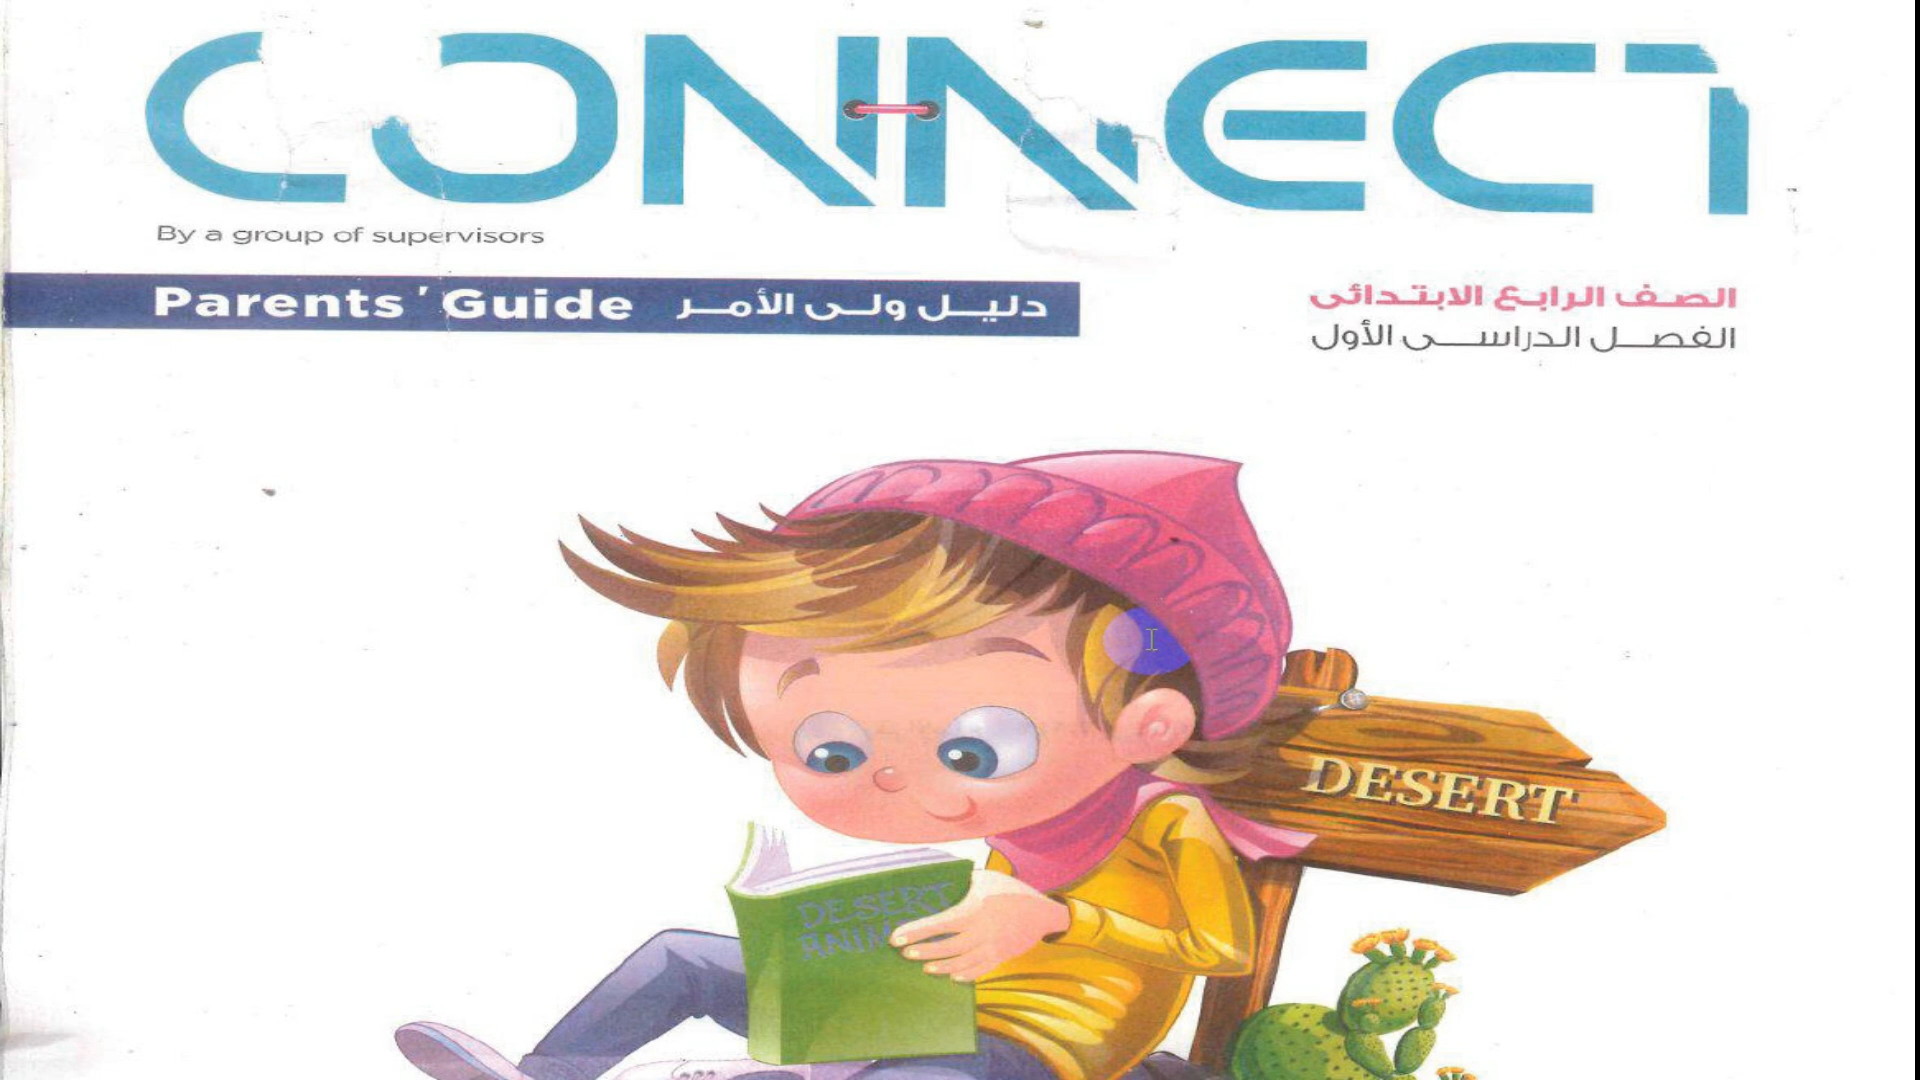 CONNECT
By a group of supervisors
Parents' Guide دليل ولى الأمر
الصف الرابع الابتدائى
الفصل الدراسى الأول
DESERT
DESERT